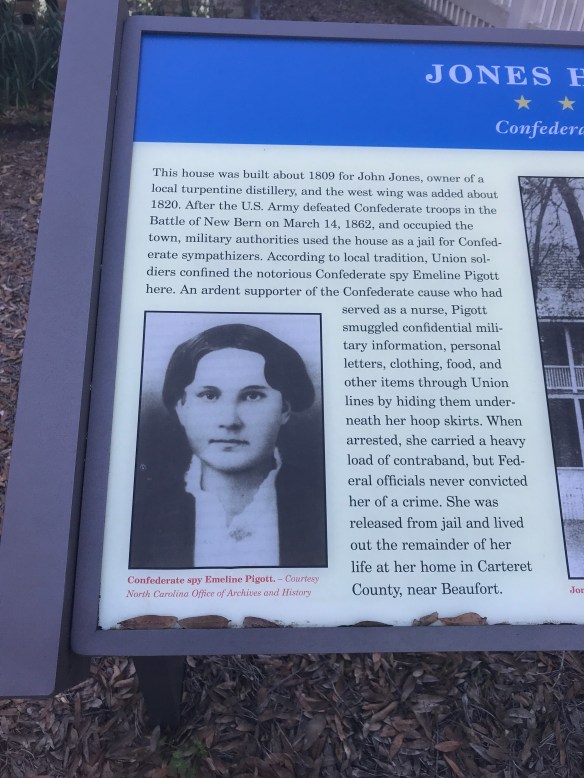 JONES H
Confedera
This house was built about 1809 for John Jones, owner of a
local turpentine distillery, and the west wing was added about
1820. After the U.S. Army defeated Confederate troops in the
Battle of New Bern on March 14, 1862, and occupied the
town, military authorities used the house as a jail for Confed-
erate sympathizers. According to local tradition, Union sol-
diers confined the notorious Confederate spy Emeline Pigott
here. An ardent supporter of the Confederate cause who had
served as a nurse, Pigott
smuggled confidential mili-
tary information, personal
letters, clothing, food, and
other items through Union
lines by hiding them under-
neath her hoop skirts. When
arrested, she carried a heavy
load of contraband, but Fed-
eral officials never convicted
her of a crime. She was
released from jail and lived
out the remainder of her
life at her home in Carteret
County, near Beaufort.
Confederate spy Emeline Pigott. – Courtesy
North Carolina Office of Archives and History
Jon